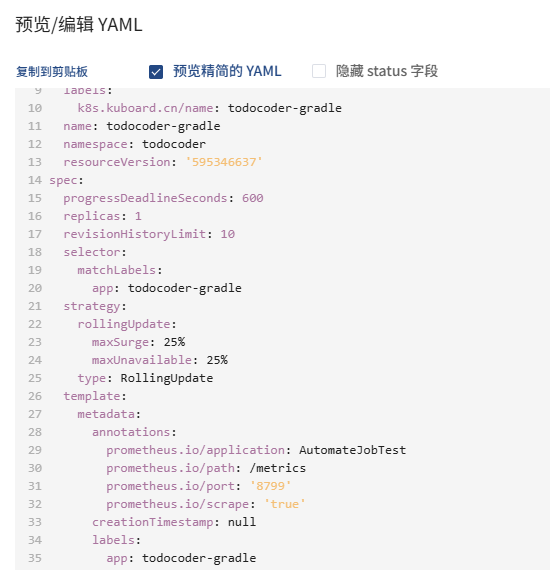 预览/编辑 YAML
复制到剪贴板 预览精简的 YAML 隐藏 status 字段
9 labels:
10 k8s.kuboard.cn/name: todocoder-gradle
11 name: todocoder-gradle
12 namespace: todocoder
13 resourceVersion: '595346637'
14 spec:
15 progressDeadlineSeconds: 600
16 replicas: 1
17 revisionHistoryLimit: 10
18 selector:
19 matchLabels:
20 app: todocoder-gradle
21 strategy:
22 rollingUpdate:
23 maxSurge: 25%
24 maxUnavailable: 25%
25 type: RollingUpdate
26 template:
27 metadata:
28 annotations:
29 prometheus.io/application: AutomateJobTest
30 prometheus.io/path: /metrics
31 prometheus.io/port: '8799'
32 prometheus.io/scrape: 'true'
33 creationTimestamp: null
34 labels:
35 app: todocoder-gradle